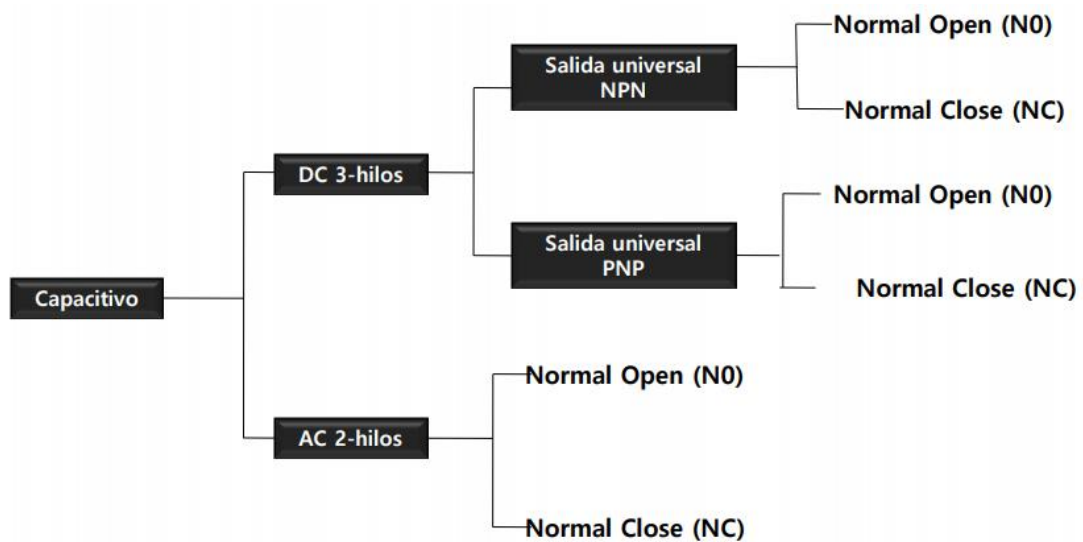 Normal Open (N0)
Salida universal
NPN
Normal Close (NC)
DC 3-hilos
Normal Open (N0)
Salida universal
PNP
Normal Close (NC)
Capacitivo
Normal Open (N0)
AC 2-hilos
Normal Close (NC)